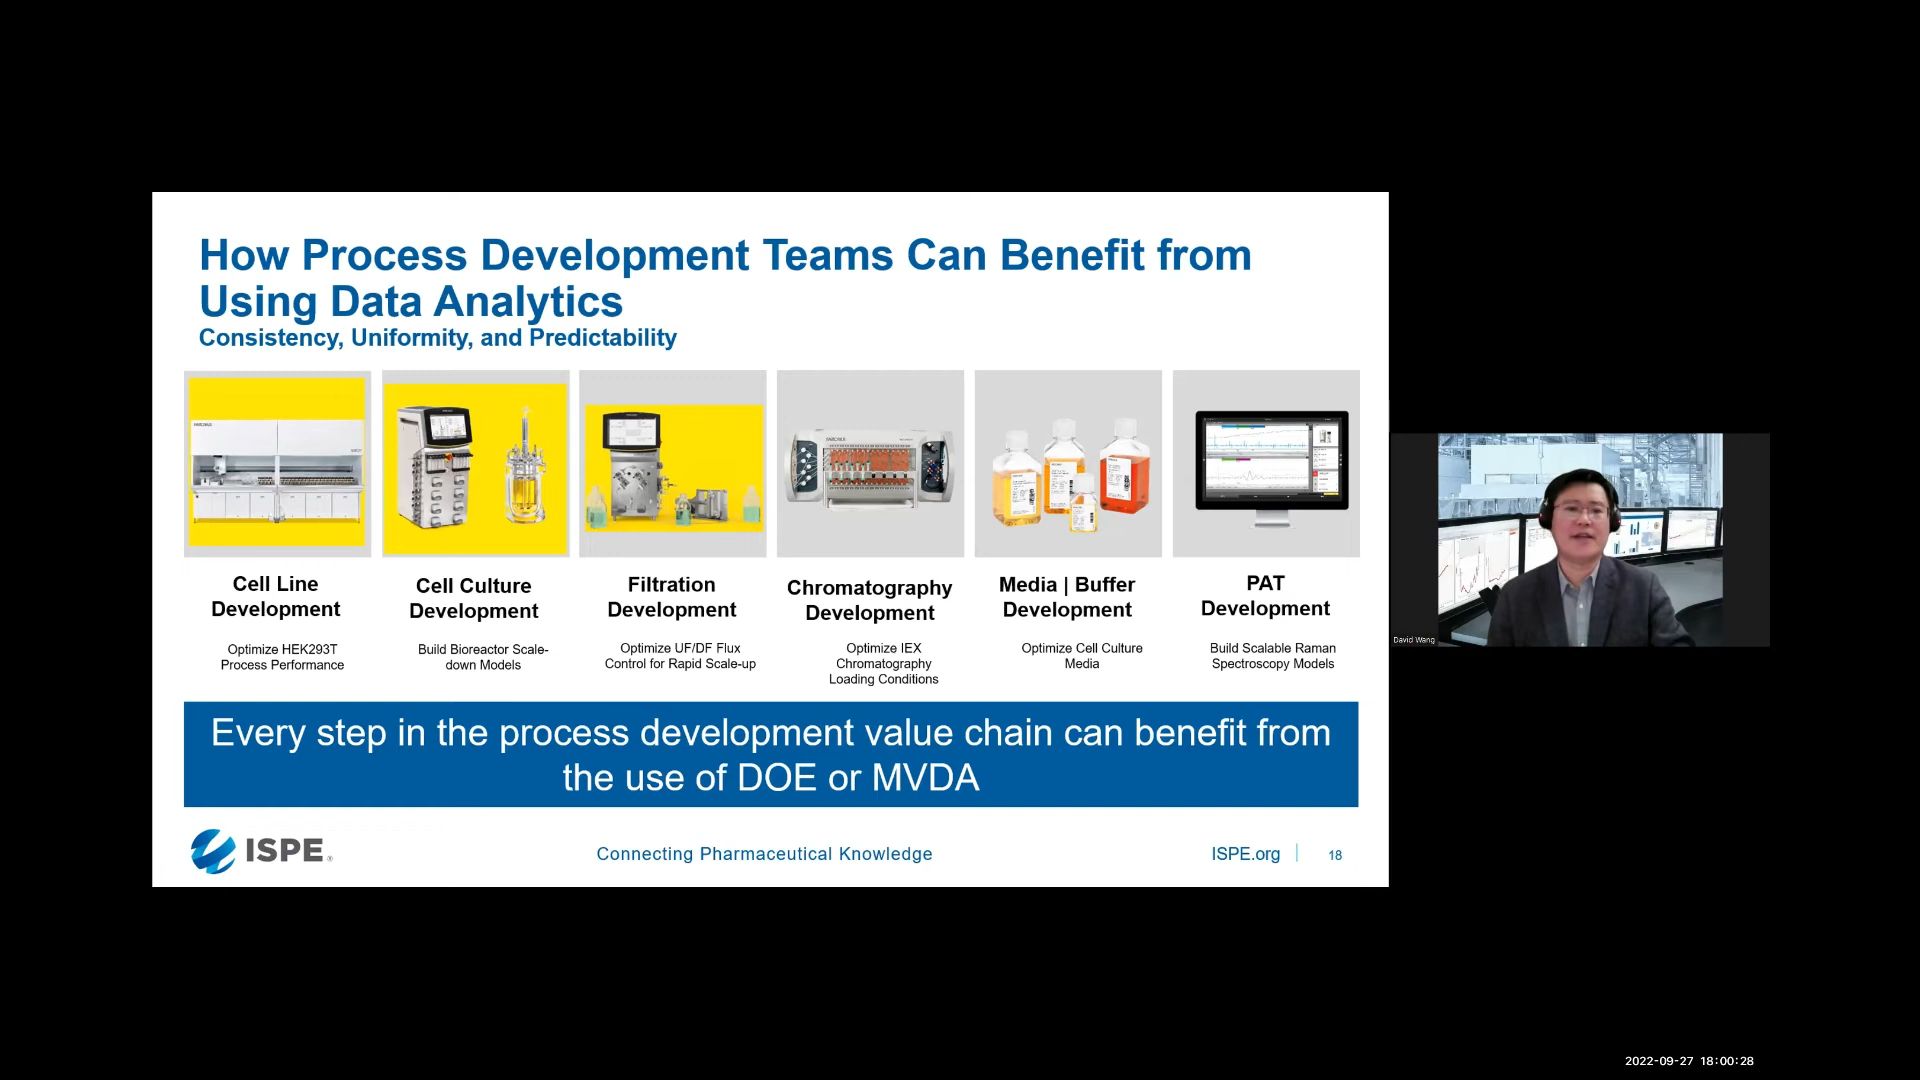 How Process Development Teams Can Benefit from
Using Data Analytics
Consistency, Uniformity, and Predictability
Cell Line
Development
Optimize HEK293T
Process Performance
Cell Culture
Development
Build Bioreactor Scale-
down Models
Filtration
Development
Optimize UF/DF Flux
Control for Rapid Scale-up
Chromatography
Development
Optimize IEX
Chromatography
Loading Conditions
Media | Buffer
Development
Optimize Cell Culture
Media
PAT
Development
Build Scalable Raman
Spectroscopy Models
Every step in the process development value chain can benefit from
the use of DOE or MVDA
ISPE®
Connecting Pharmaceutical Knowledge
ISPE.org | 18
David Wang
2022-09-27 18:00:28